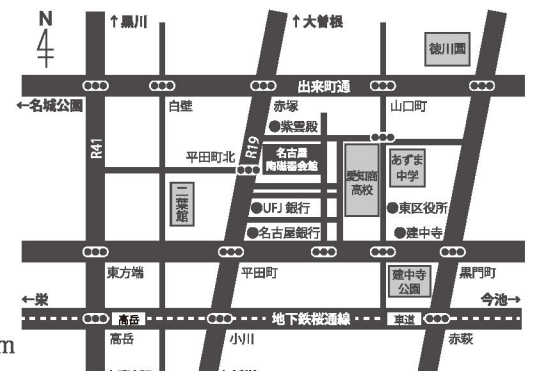 N
↑黒川
↑大曽根
徳川園
出来町通
←名城公園
白壁
赤塚
山口町
●紫雲殿
R41
R19
平田町北
名古屋
陶磁器会館
愛知商
高校
あずま
中学
二葉館
●UFJ 銀行
●東区役所
●名古屋銀行
●建中寺
東方端
平田町
建中寺
公園
黒門町
←栄
今池→
高岳
地下鉄桜通線
車道
高岳
小川
赤萩
m